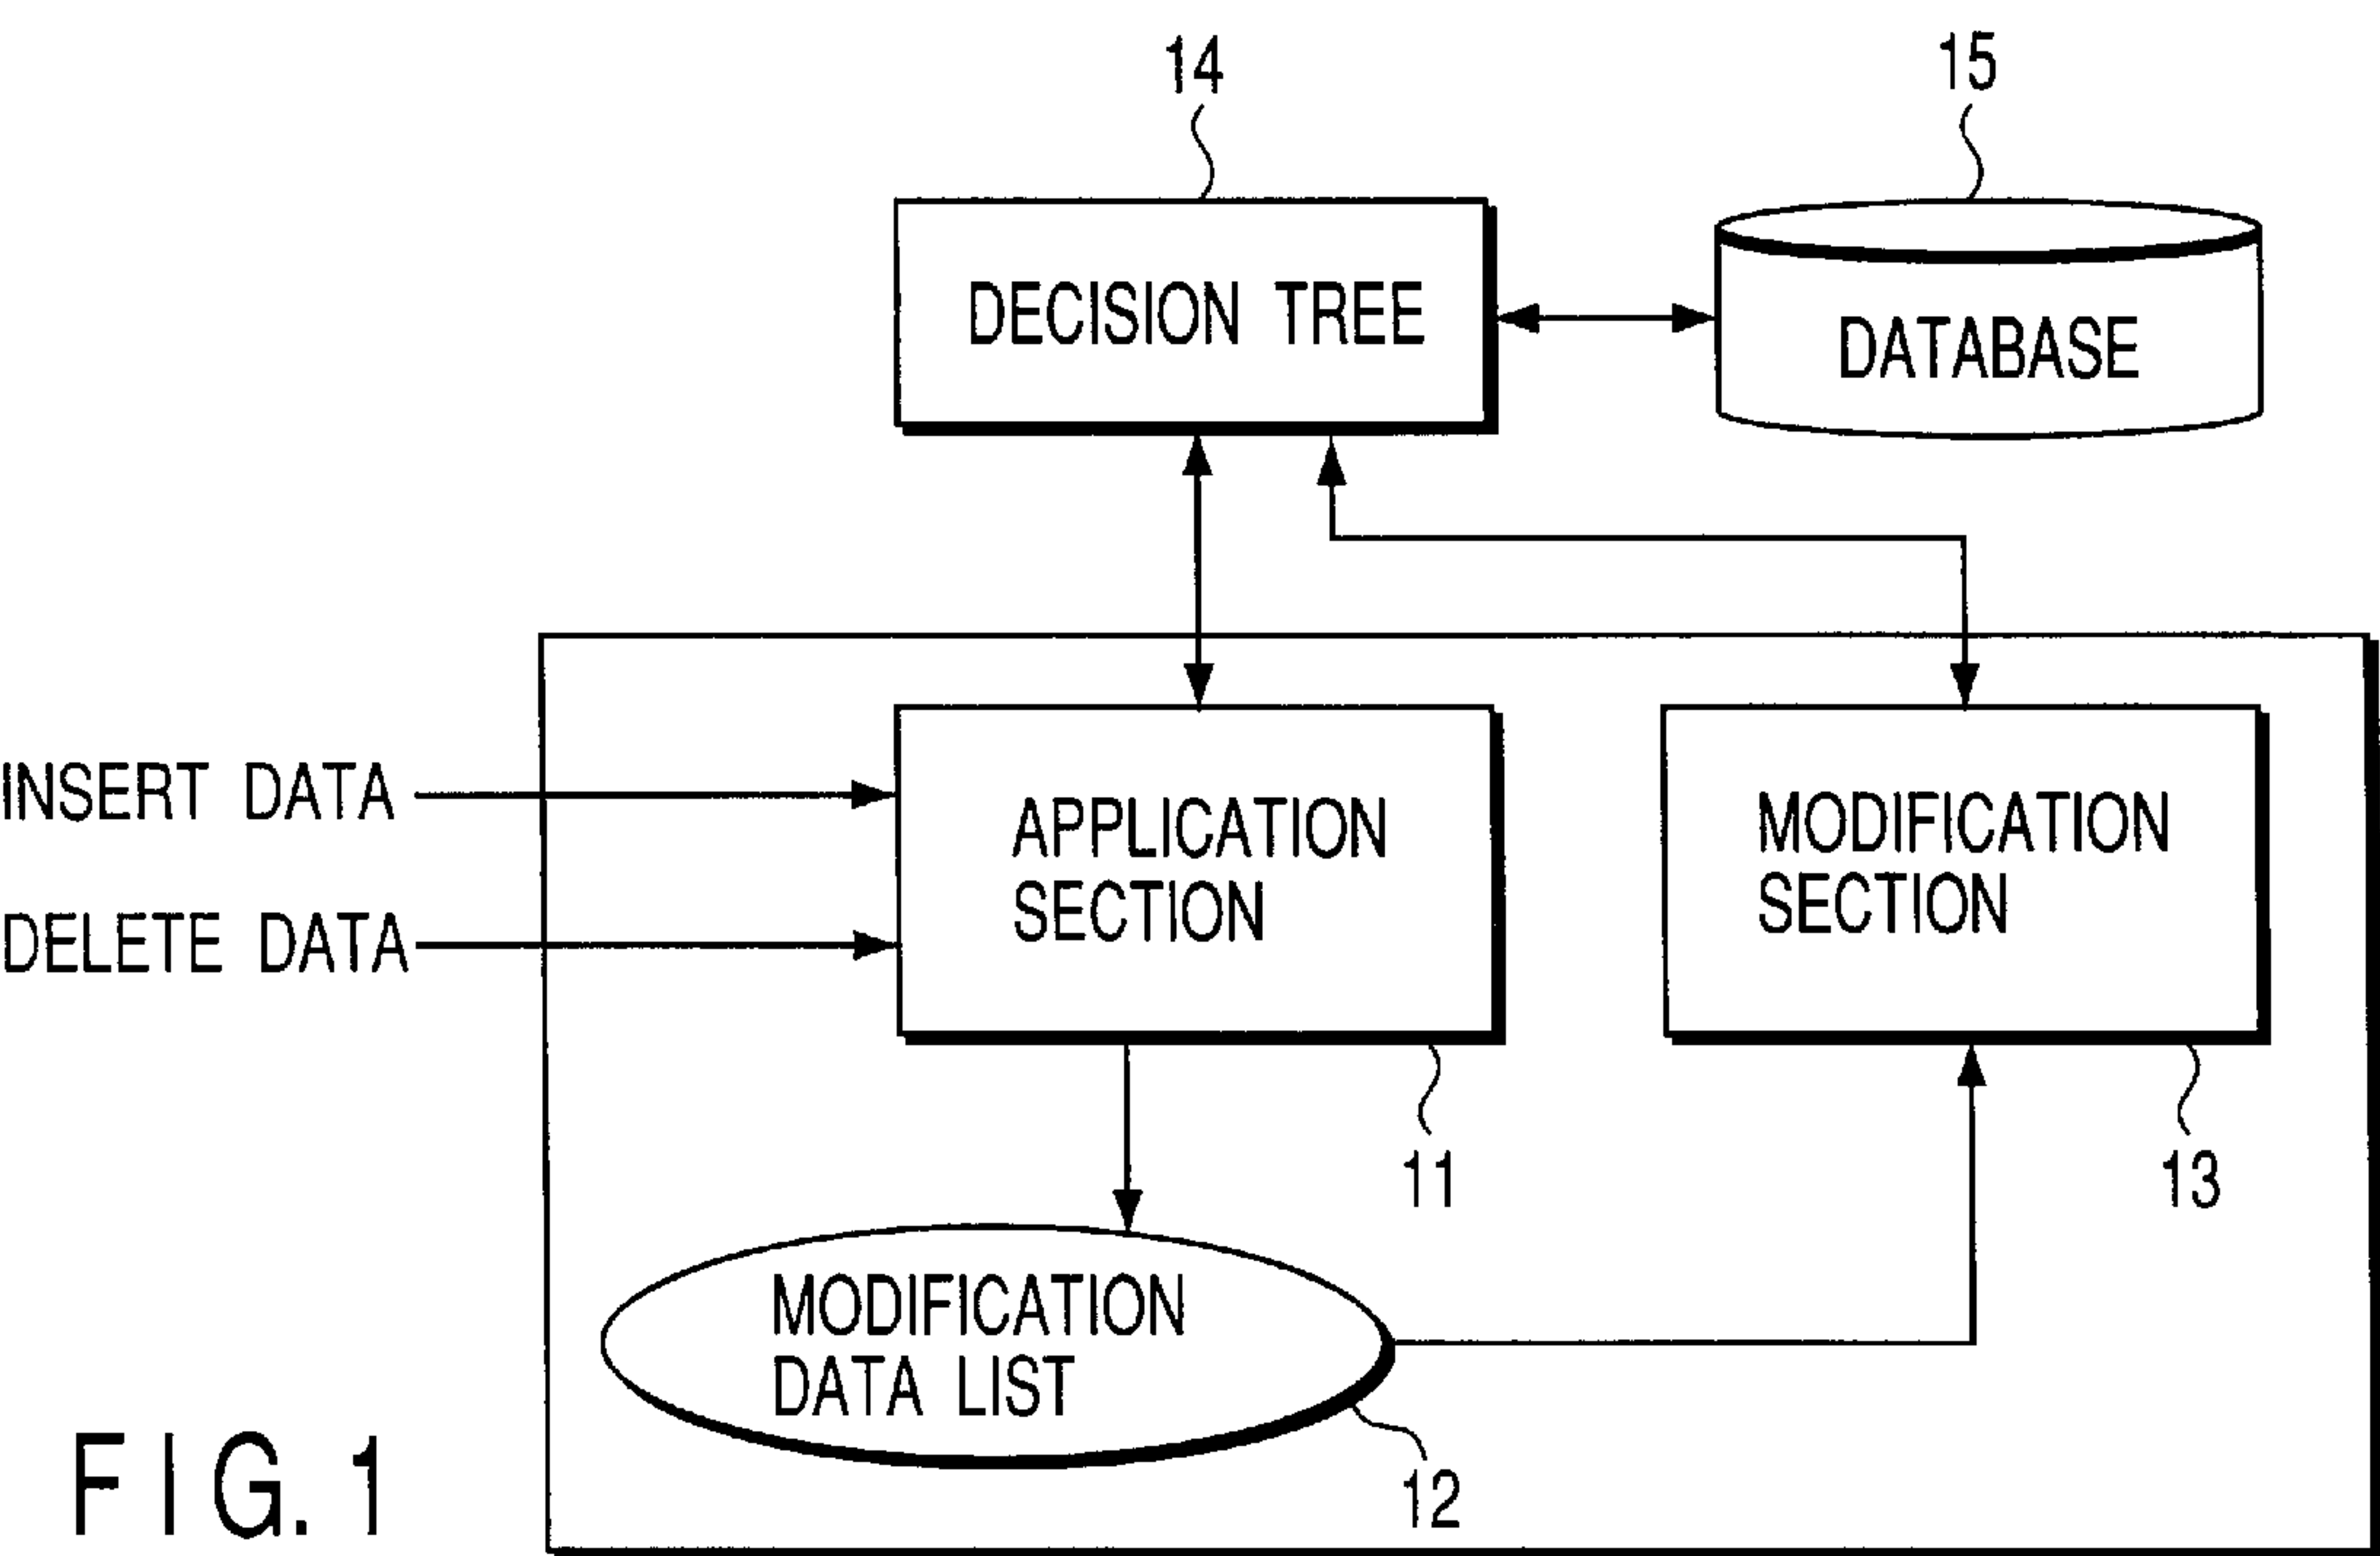 14
15
DECISION TREE
DATABASE
INSERT DATA
DELETE DATA
APPLICATION
SECTION
MODIFICATION
SECTION
11
13
MODIFICATION
DATA LIST
12
FIG. 1